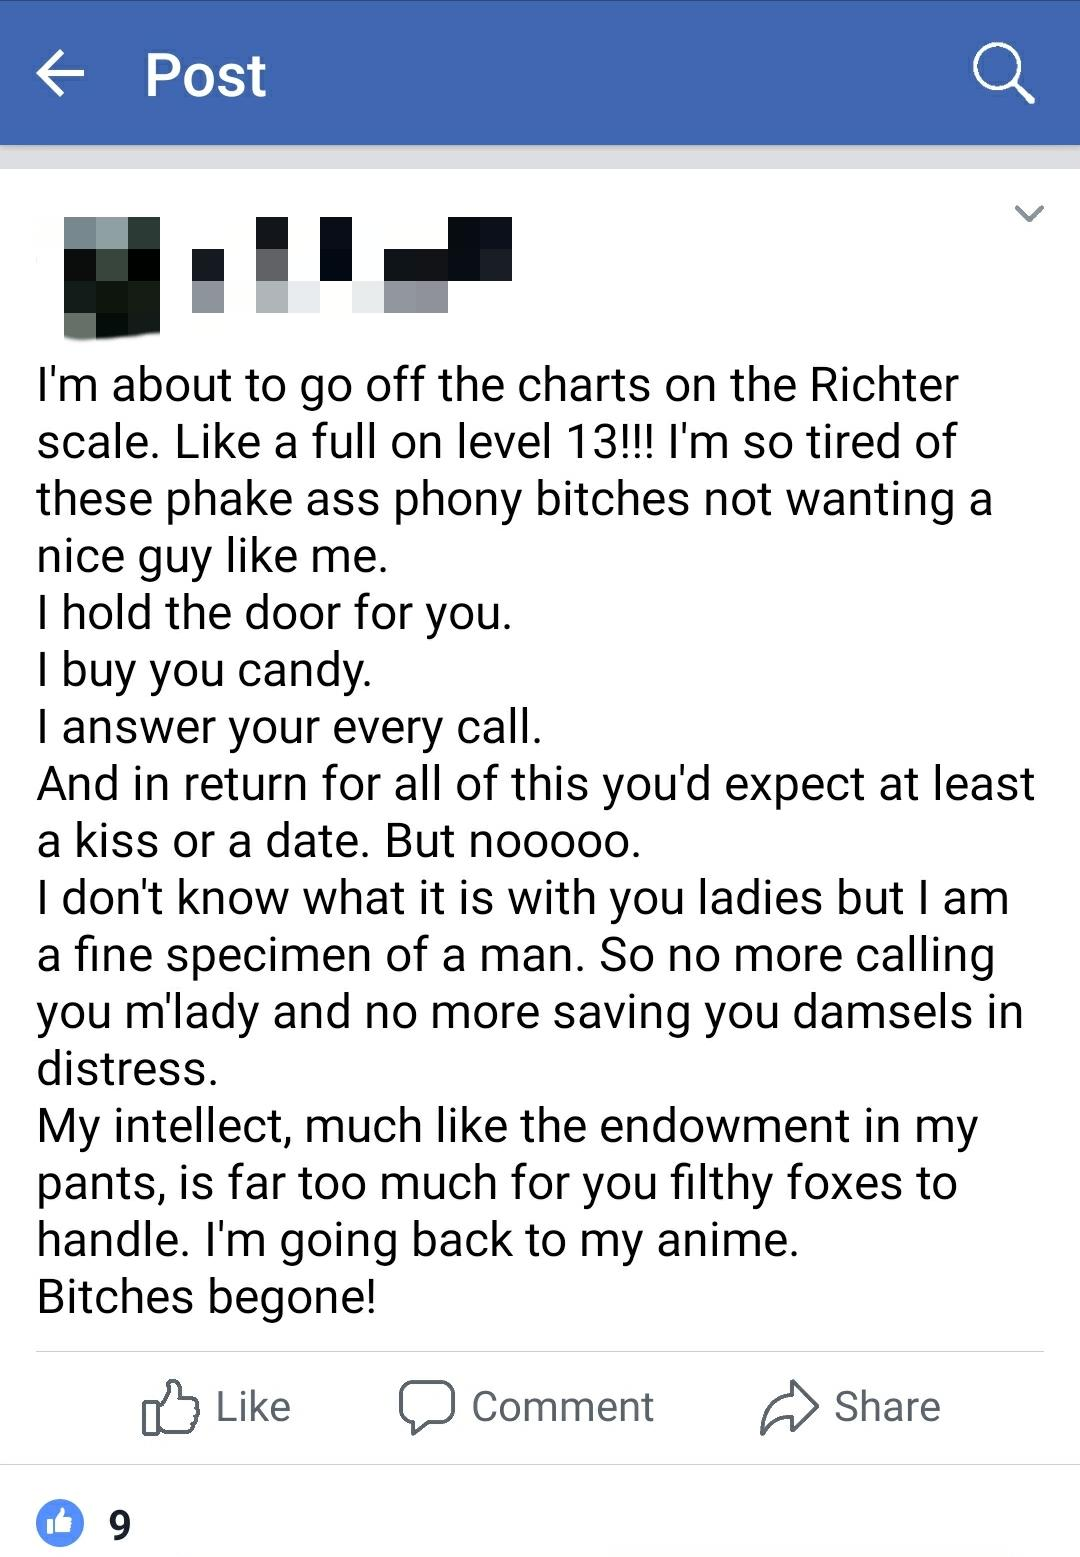 Post
I'm about to go off the charts on the Richter
scale. Like a full on level 13!!! I'm so tired of
these phake ass phony bitches not wanting a
nice guy like me.
I hold the door for you.
I buy you candy.
I answer your every call.
And in return for all of this you'd expect at least
a kiss or a date. But nooooo.
I don't know what it is with you ladies but I am
a fine specimen of a man. So no more calling
you m'lady and no more saving you damsels in
distress.
My intellect, much like the endowment in my
pants, is far too much for you filthy foxes to
handle. I'm going back to my anime.
Bitches begone!
Like Comment Share
9